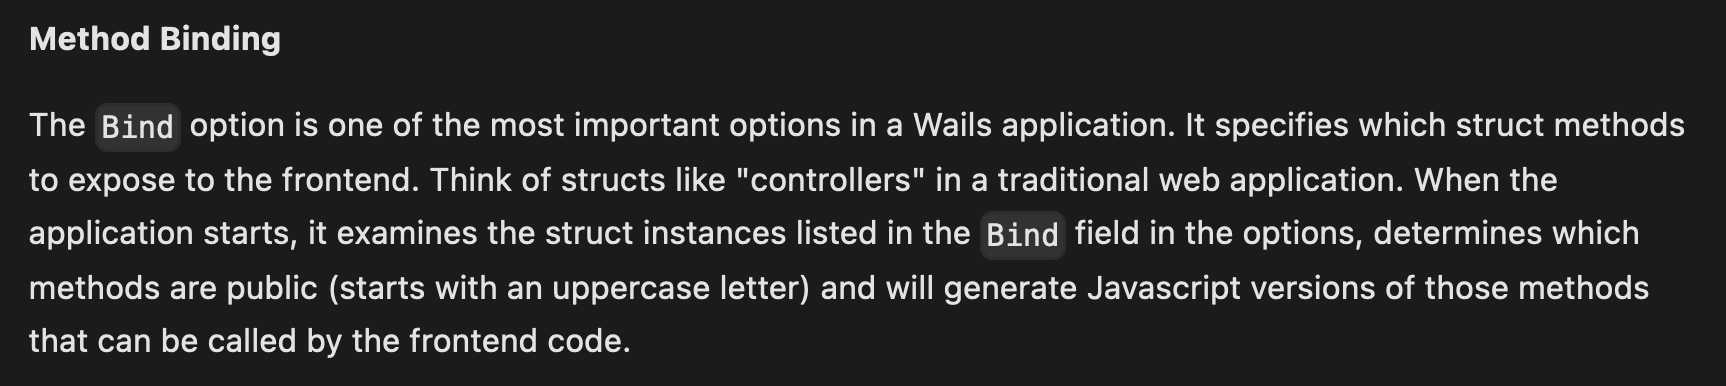 Method Binding
The Bind option is one of the most important options in a Wails application. It specifies which struct methods
to expose to the frontend. Think of structs like "controllers" in a traditional web application. When the
application starts, it examines the struct instances listed in the Bind field in the options, determines which
methods are public (starts with an uppercase letter) and will generate Javascript versions of those methods
that can be called by the frontend code.